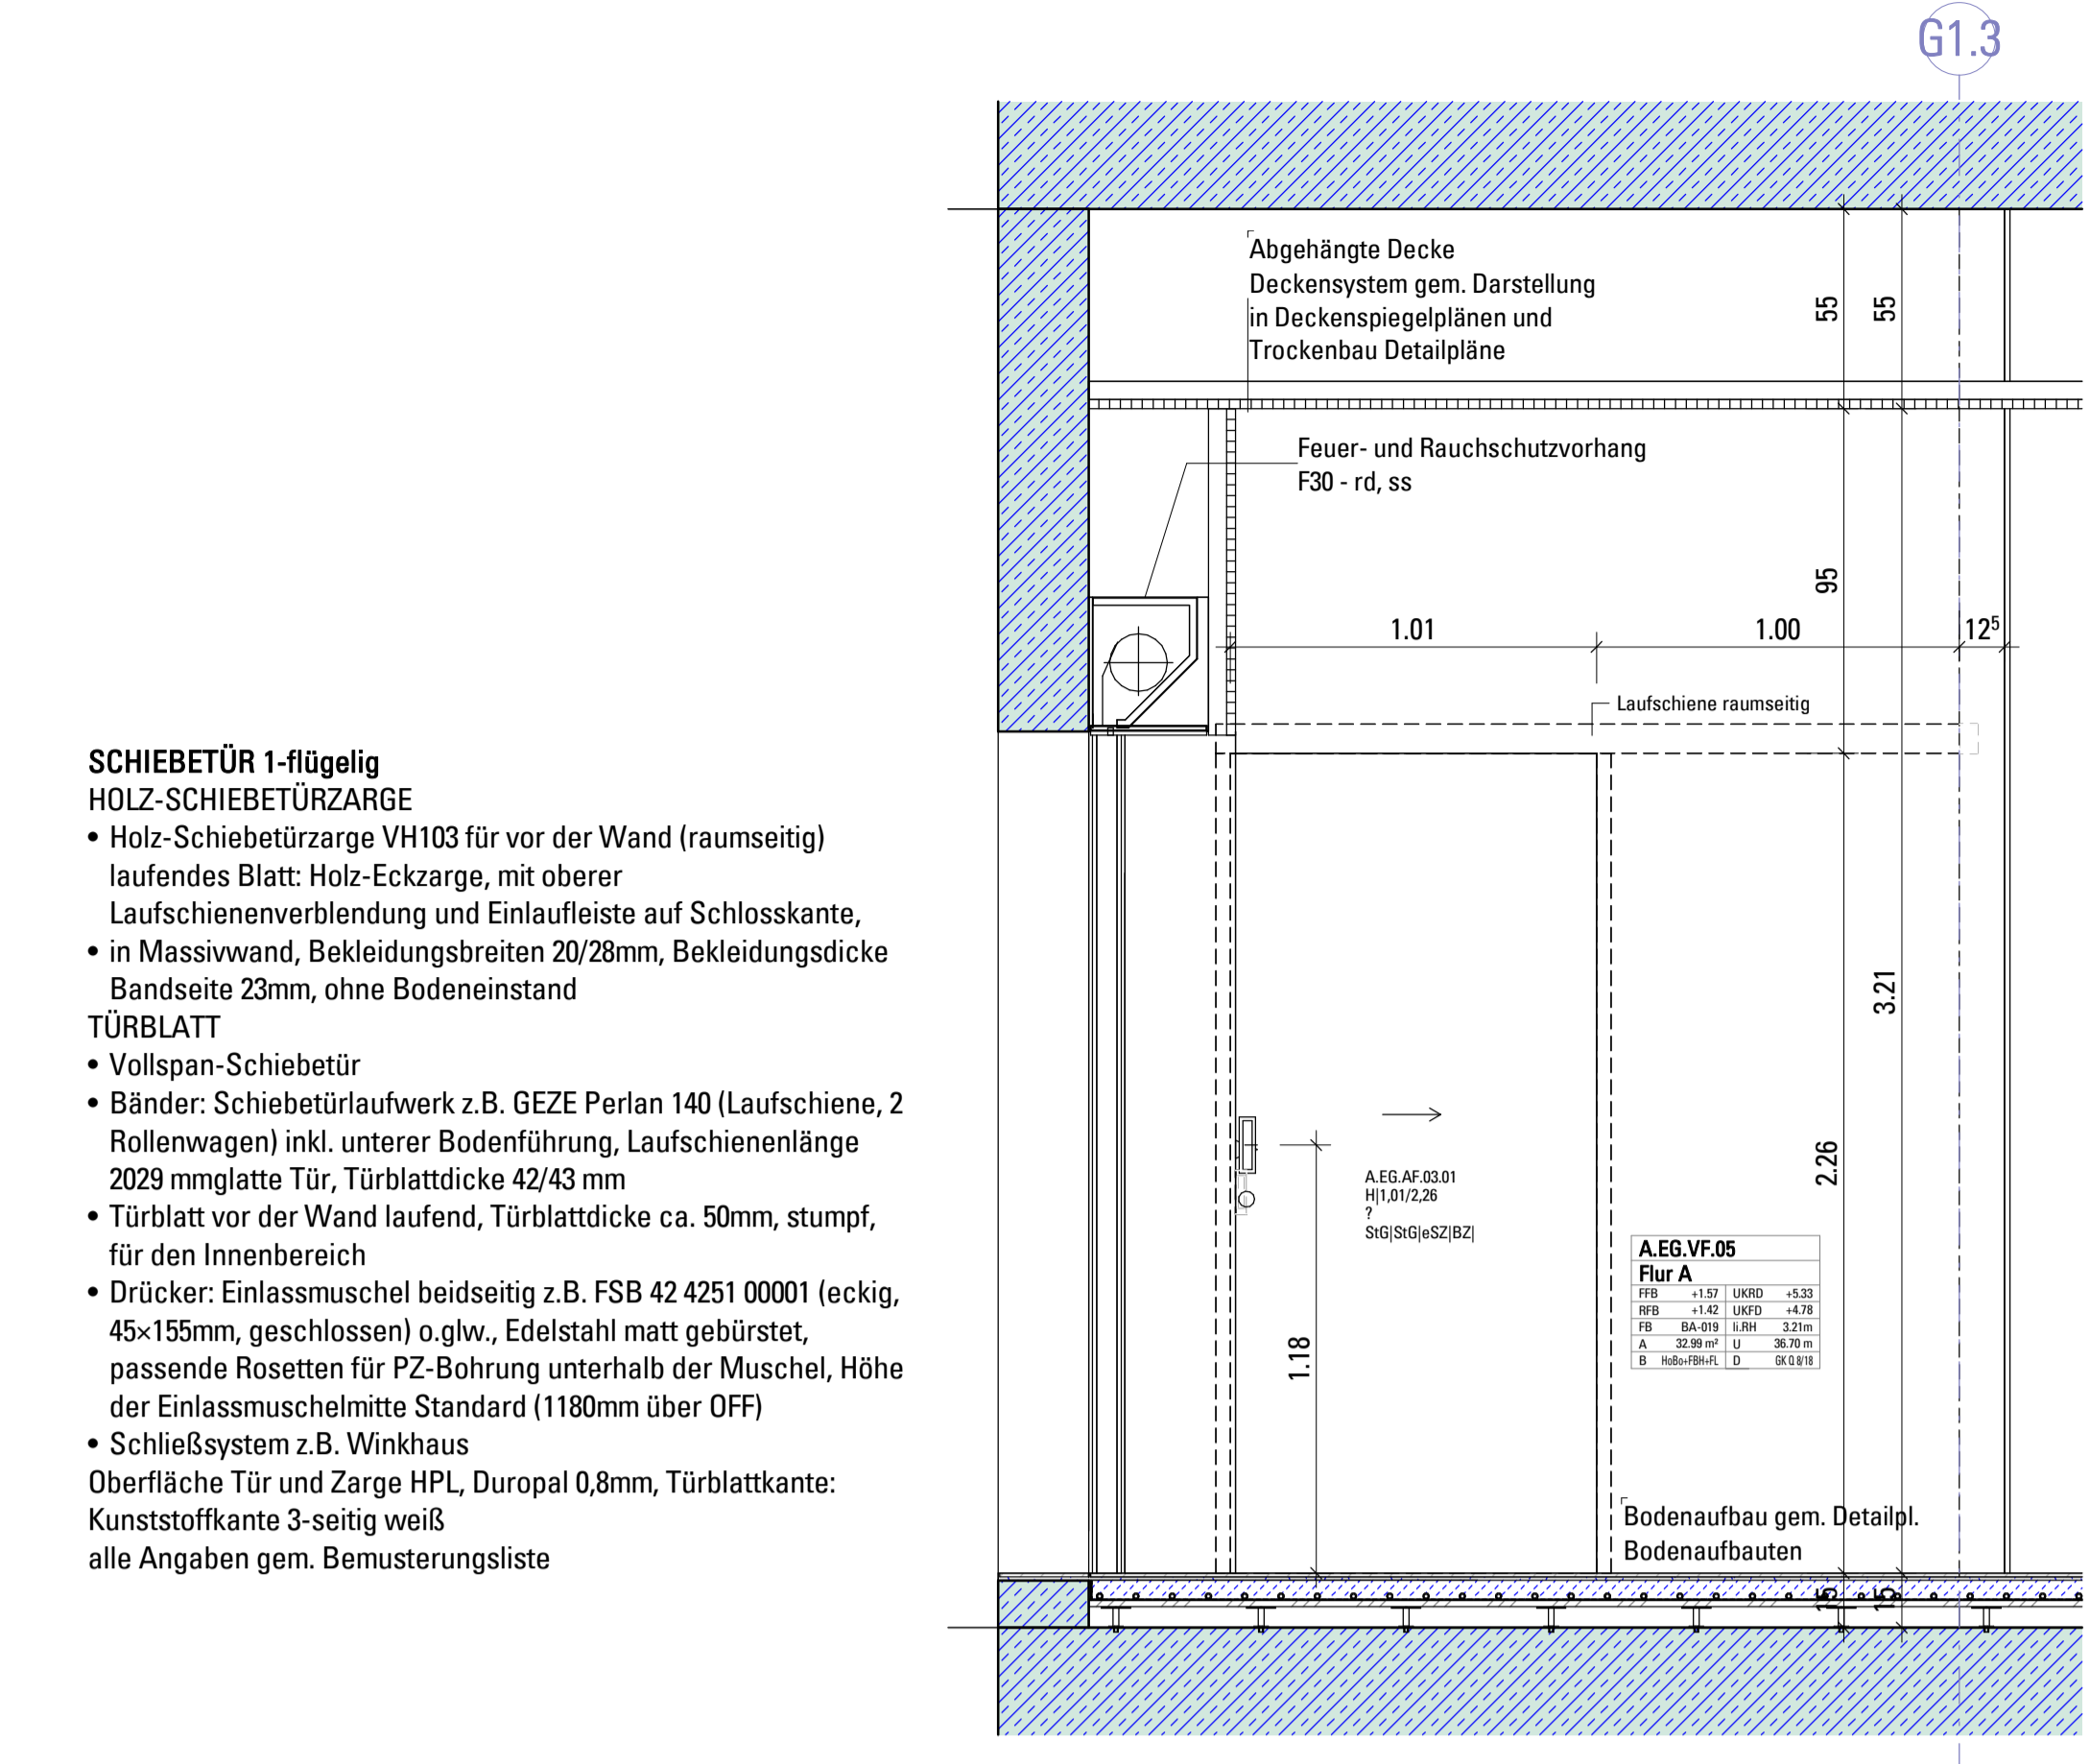 G1.3
Abgehängte Decke
Deckensystem gem. Darstellung
in Deckenspiegelplänen und
Trockenbau Detailpläne
55
55
Feuer- und Rauchschutzvorhang
F30 - rd, ss
95
1.01
1.00
12⁵
Laufschiene raumseitig
SCHIEBETÜR 1-flügelig
HOLZ-SCHIEBETÜRZARGE
• Holz-Schiebetürzarge VH103 für vor der Wand (raumseitig)
laufendes Blatt: Holz-Eckzarge, mit oberer
Laufschienenverblendung und Einlaufleiste auf Schlosskante,
• in Massivwand, Bekleidungsbreiten 20/28mm, Bekleidungsdicke
Bandseite 23mm, ohne Bodeneinstand
TÜRBLATT
• Vollspan-Schiebetür
• Bänder: Schiebetürlaufwerk z.B. GEZE Perlan 140 (Laufschiene, 2
Rollenwagen) inkl. unterer Bodenführung, Laufschienenlänge
2029 mmglatte Tür, Türblattdicke 42/43 mm
• Türblatt vor der Wand laufend, Türblattdicke ca. 50mm, stumpf,
für den Innenbereich
• Drücker: Einlassmuschel beidseitig z.B. FSB 42 4251 00001 (eckig,
45×155mm, geschlossen) o.glw., Edelstahl matt gebürstet,
passende Rosetten für PZ-Bohrung unterhalb der Muschel, Höhe
der Einlassmuschelmitte Standard (1180mm über OFF)
• Schließsystem z.B. Winkhaus
Oberfläche Tür und Zarge HPL, Duropal 0,8mm, Türblattkante:
Kunststoffkante 3-seitig weiß
alle Angaben gem. Bemusterungsliste
3.21
2.26
A.EG.AF.03.01
H|1,01/2,26
?
StG|StG|eSZ|BZ|
1.18
A.EG.VF.05
Flur A
FFB +1.57 UKRD +5.33
RFB +1.42 UKFD +4.78
FB BA-019 li.RH 3.21m
A 32.99 m² U 36.70 m
B HoBo+FBH+FL D GK Q 8/18
Bodenaufbau gem. Detailpl.
Bodenaufbauten
15
15